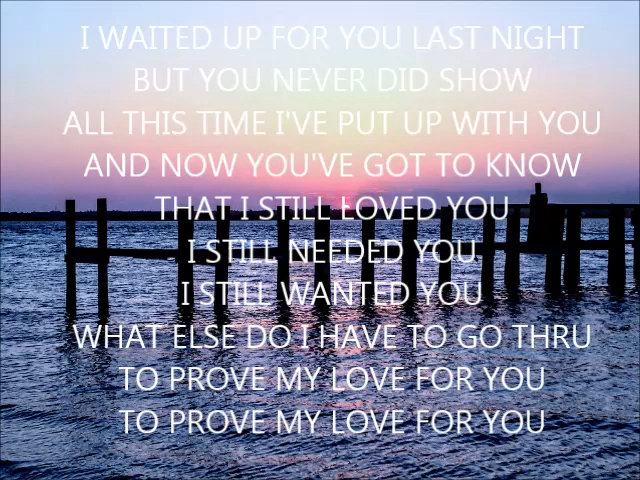 I WAITED UP FOR YOU LAST NIGHT
BUT YOU NEVER DID SHOW
ALL THIS TIME I'VE PUT UP WITH YOU
AND NOW YOU'VE GOT TO KNOW
THAT I STILL LOVED YOU
I STILL NEEDED YOU
I STILL WANTED YOU
WHAT ELSE DO I HAVE TO GO THRU
TO PROVE MY LOVE FOR YOU
TO PROVE MY LOVE FOR YOU